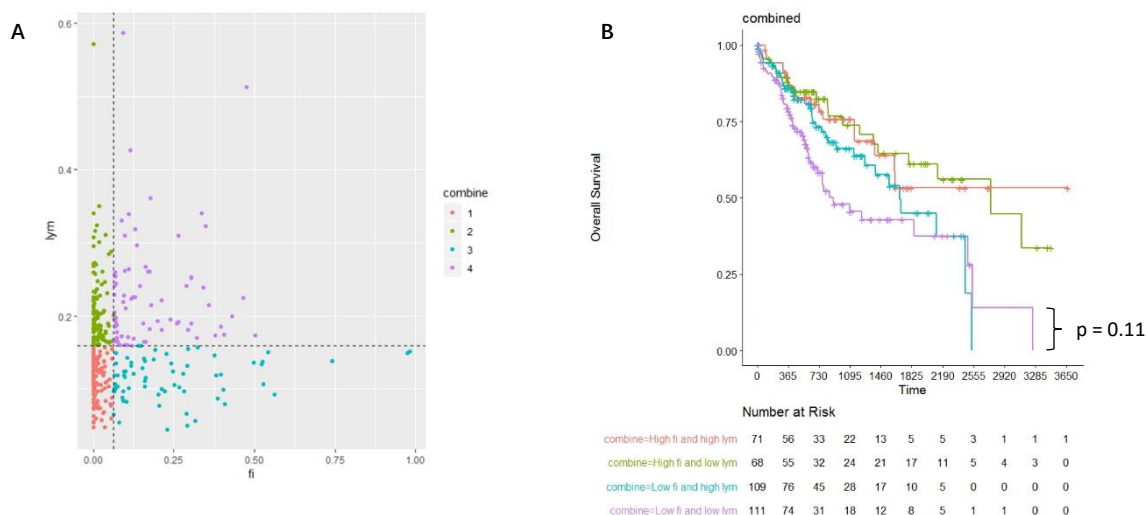 A
0.6
0.4
0.2
lym
0.00 0.25 0.50 0.75 1.00
fi
combine
1
2
3
4
B
combined
1.00
0.75
0.50
0.25
0.00
Overall Survival
p = 0.11
0 365 730 1095 1460 1825 2190 2555 2920 3285 3650
Time
Number at Risk
combine=High fi and high lym 71 56 33 22 13 5 5 3 1 1 1
combine=High fi and low lym 68 55 32 24 21 17 11 5 4 3 0
combine=Low fi and high lym 109 76 45 28 17 10 5 0 0 0 0
combine=Low fi and low lym 111 74 31 18 12 8 5 1 1 0 0